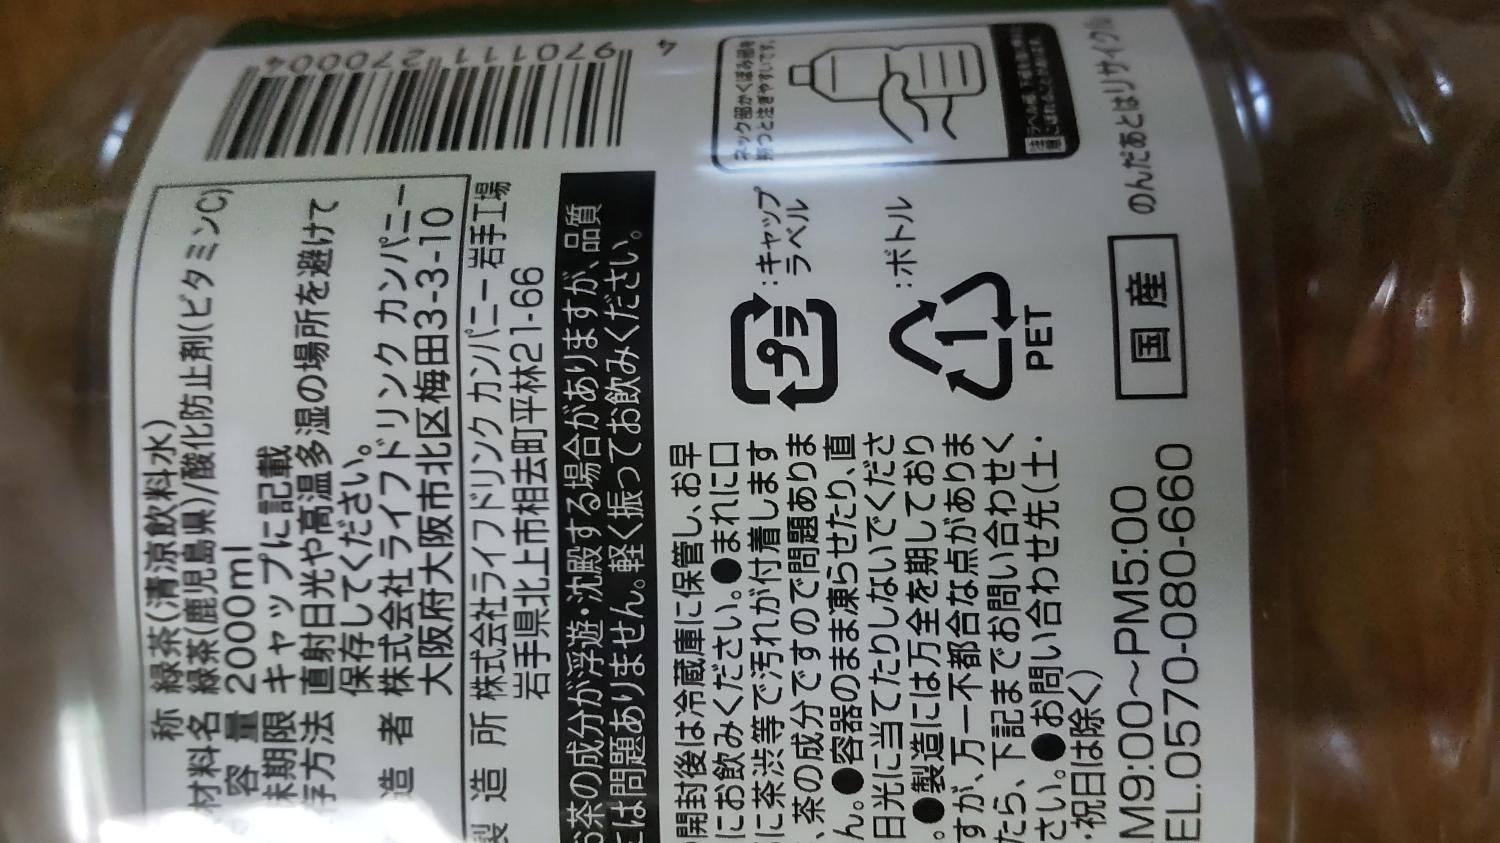 称 緑茶(清涼飲料水)
材料名 緑茶(鹿児島県)/酸化防止剤(ビタミンC)
容量 2000ml
末期限 キャップに記載
存方法 直射日光や高温多湿の場所を避けて
保存してください。
造者 株式会社ライフドリンク カンパニー
大阪府大阪市北区梅田3-3-10
製造所 株式会社ライフドリンク カンパニー 岩手工場
岩手県北上市相去町平林21-66
お茶の成分が浮遊・沈殿する場合がありますが、品質
には問題ありません。軽く振ってお飲みください。
開封後は冷蔵庫に保管し、お早
にお飲みください。●まれに口
に茶渋等で汚れが付着します
、茶の成分ですので問題ありま
ん。●容器のまま凍らせたり、直
日光に当てたりしないでくださ
。●製造には万全を期しており
すが、万一不都合な点がありま
たら、下記までお問い合わせく
さい。●お問い合わせ先(土・
・祝日は除く)
AM9:00~PM5:00
TEL.0570-080-660
プラ
:キャップ
ラベル
1
PET
:ボトル
国産
4 970111 270004
ネック部かくぼみ部を
持つと注ぎやすいです。
注意
のんだあとはリサイクル